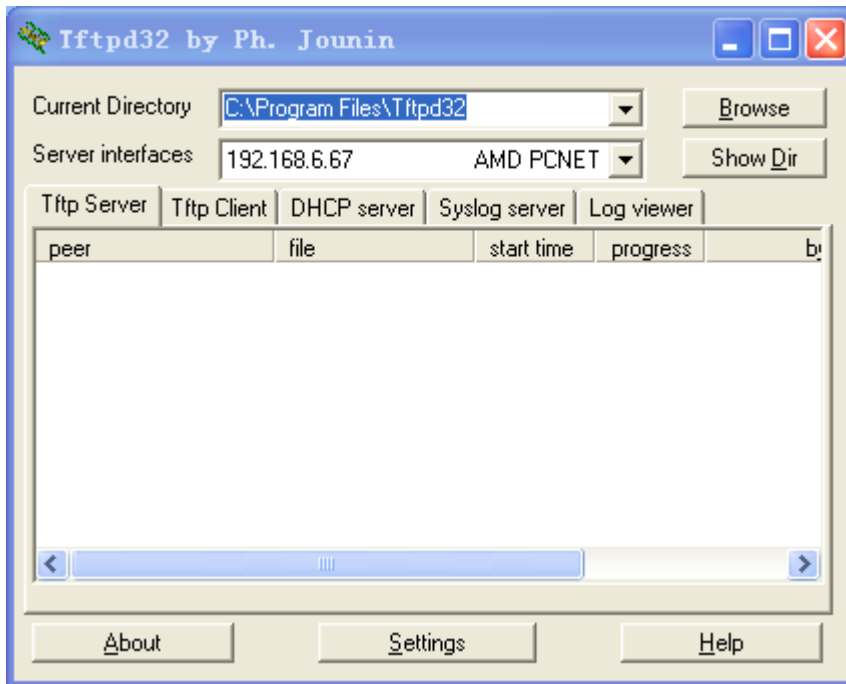 Tftpd32 by Ph. Jounin
Current Directory C:\Program Files\Tftpd32 Browse
Server interfaces 192.168.6.67 AMD PCNET Show Dir
Tftp Server Tftp Client DHCP server Syslog server Log viewer
peer file start time progress
About Settings Help